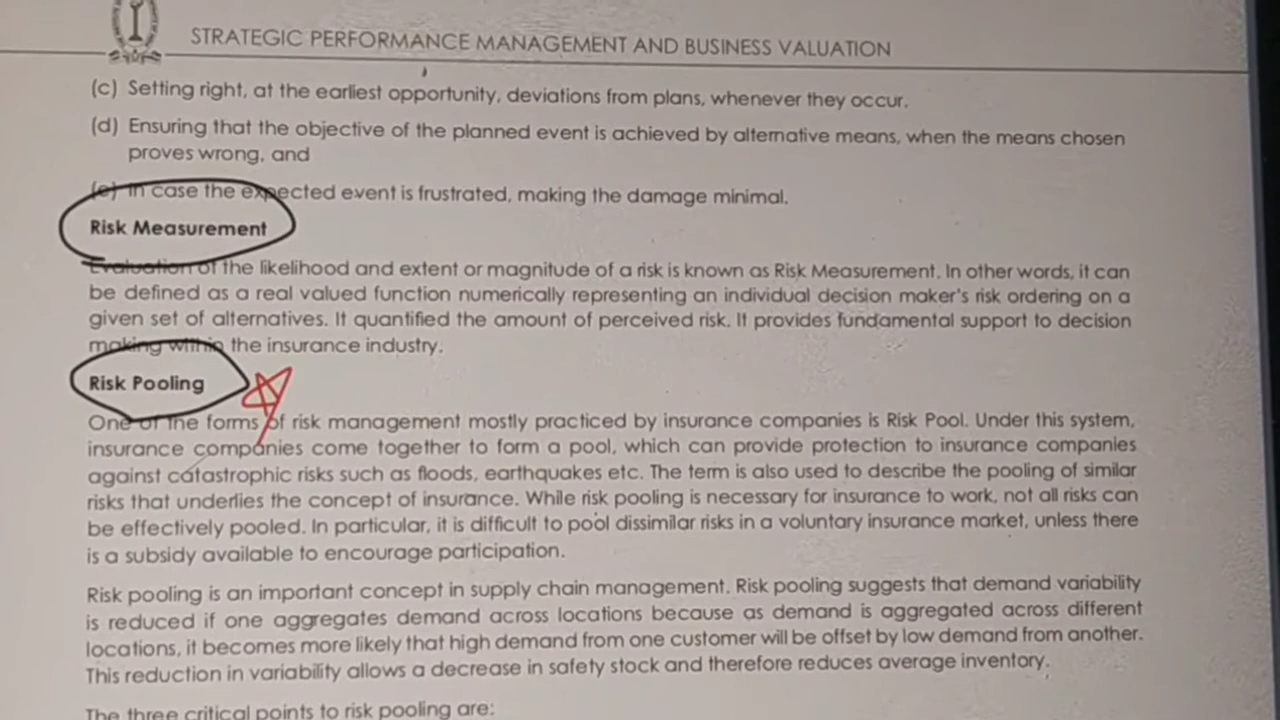 STRATEGIC PERFORMANCE MANAGEMENT AND BUSINESS VALUATION
(c) Setting right, at the earliest opportunity, deviations from plans, whenever they occur.
(d) Ensuring that the objective of the planned event is achieved by alternative means, when the means chosen
proves wrong, and
(e) In case the expected event is frustrated, making the damage minimal.
Risk Measurement
Evaluation of the likelihood and extent or magnitude of a risk is known as Risk Measurement. In other words, it can
be defined as a real valued function numerically representing an individual decision maker's risk ordering on a
given set of alternatives. It quantified the amount of perceived risk. It provides fundamental support to decision
making within the insurance industry.
Risk Pooling
One of the forms of risk management mostly practiced by insurance companies is Risk Pool. Under this system,
insurance companies come together to form a pool, which can provide protection to insurance companies
against catastrophic risks such as floods, earthquakes etc. The term is also used to describe the pooling of similar
risks that underlies the concept of insurance. While risk pooling is necessary for insurance to work, not all risks can
be effectively pooled. In particular, it is difficult to pool dissimilar risks in a voluntary insurance market, unless there
is a subsidy available to encourage participation.
Risk pooling is an important concept in supply chain management. Risk pooling suggests that demand variability
is reduced if one aggregates demand across locations because as demand is aggregated across different
locations, it becomes more likely that high demand from one customer will be offset by low demand from another.
This reduction in variability allows a decrease in safety stock and therefore reduces average inventory.
The three critical points to risk pooling are: